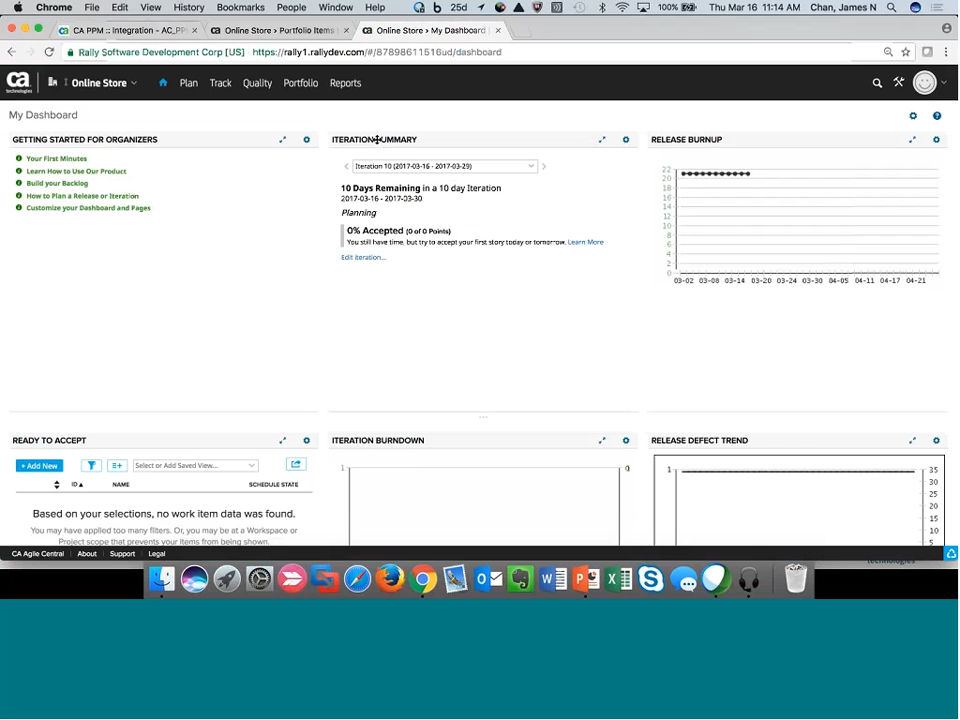 Chrome File Edit View History Bookmarks People Window Help 25d 100% Thu Mar 16 11:14 AM Chan, James N
CA PPM :: Integration - AC_PP × Online Store › Portfolio Items × Online Store › My Dashboard ×
Rally Software Development Corp [US] https://rally1.rallydev.com/#/87898611516ud/dashboard
ca technologies Online Store Plan Track Quality Portfolio Reports
My Dashboard
GETTING STARTED FOR ORGANIZERS
Your First Minutes
Learn How to Use Our Product
Build your Backlog
How to Plan a Release or Iteration
Customize your Dashboard and Pages
ITERATION SUMMARY
Iteration 10 (2017-03-16 - 2017-03-29)
10 Days Remaining in a 10 day Iteration
2017-03-16 - 2017-03-30
Planning
0% Accepted (0 of 0 Points)
You still have time, but try to accept your first story today or tomorrow. Learn More
Edit iteration...
RELEASE BURNUP
22
20
18
16
14
12
10
8
6
4
2
0
03-02 03-08 03-14 03-20 03-24 03-30 04-05 04-11 04-17 04-21
READY TO ACCEPT
+ Add New Select or Add Saved View...
ID NAME SCHEDULE STATE
Based on your selections, no work item data was found.
You may have applied too many filters. Or, you may be at a Workspace or
Project scope that prevents your items from being shown.
ITERATION BURNDOWN
1 0
RELEASE DEFECT TREND
1 35
30
25
20
15
10
5
CA Agile Central About Support Legal
technologies